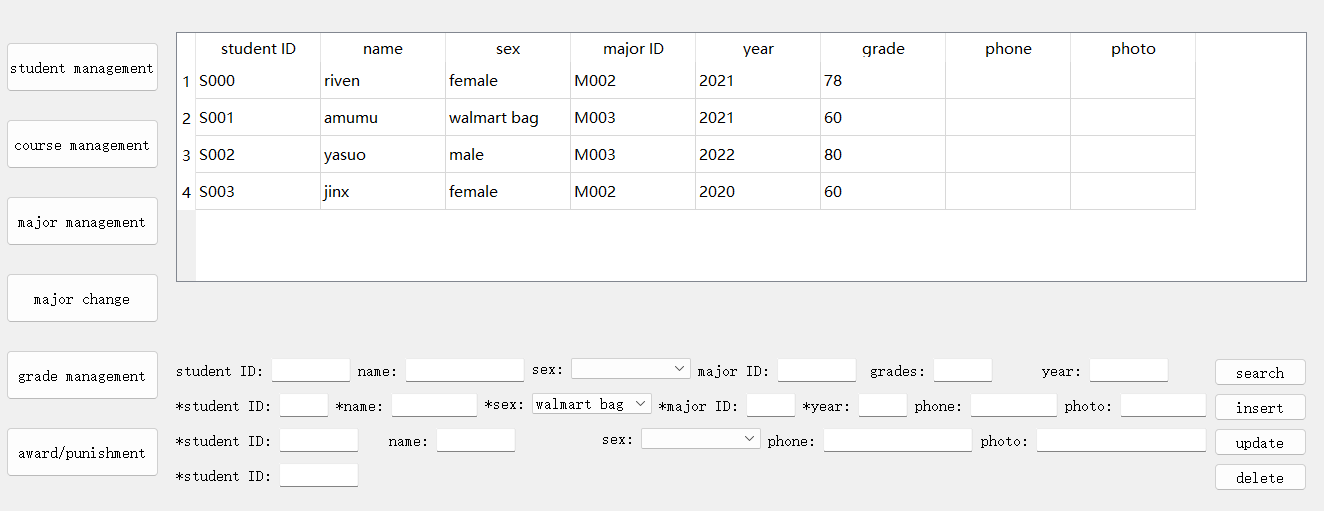 student management
course management
major management
major change
grade management
award/punishment
student ID name sex major ID year grade phone photo
1 S000 riven female M002 2021 78
2 S001 amumu walmart bag M003 2021 60
3 S002 yasuo male M003 2022 80
4 S003 jinx female M002 2020 60
student ID: name: sex: major ID: grades: year: search
*student ID: *name: *sex: walmart bag *major ID: *year: phone: photo: insert
*student ID: name: sex: phone: photo: update
*student ID: delete